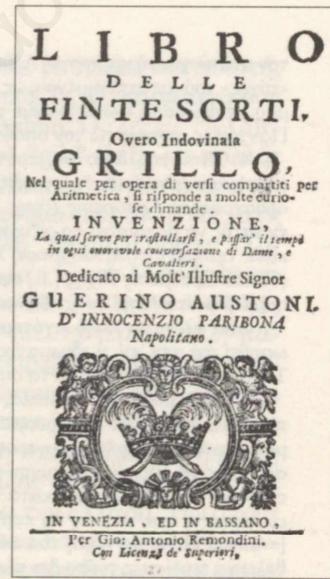 LIBRO
DELLE
FINTE SORTI,
Overo Indovinala
GRILLO,
Nel quale per opera di versi compartiti per
Aritmetica, si risponde a molte curio-
se dimande.
INVENZIONE,
La qual serve per trastullarsi, e passar' il tempo
in ogni onorevole conversazione di Dame, e
Cavalieri.
Dedicato al Molt' Illustre Signor
GUERINO AUSTONI.
D' INNOCENZIO PARIBONA
Napolitano.
IN VENEZIA, ED IN BASSANO,
Per Gio: Antonio Remondini.
Con Licenza de' Superiori,